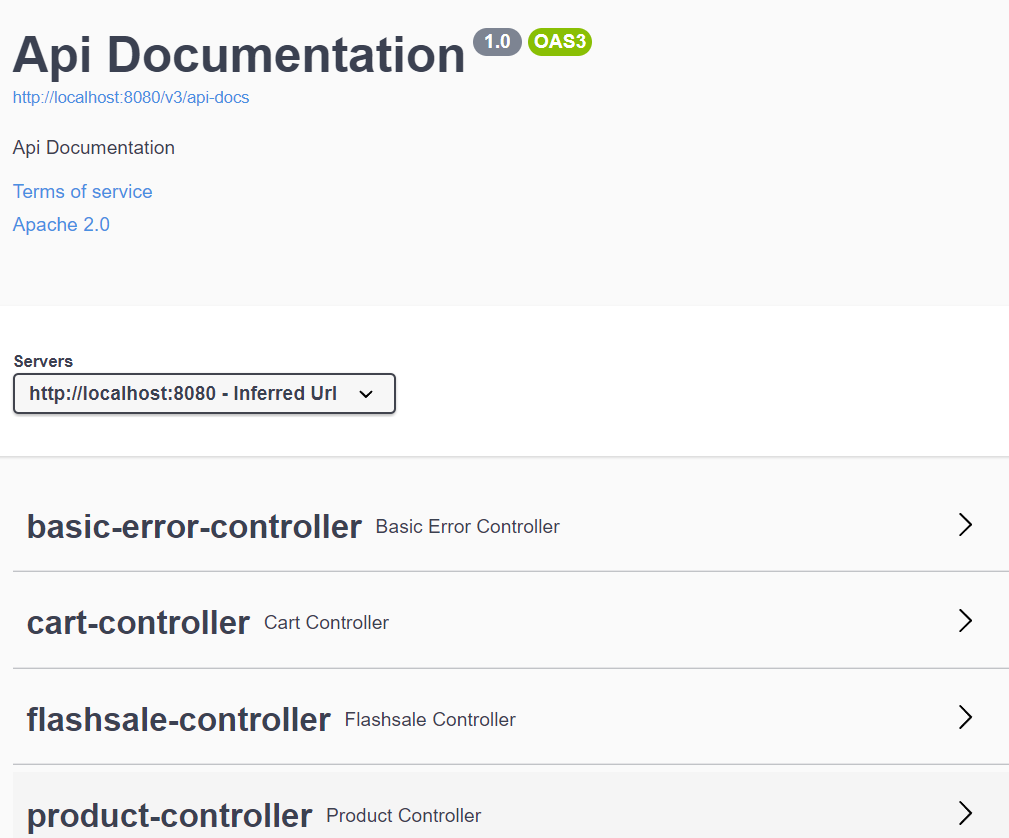 Api Documentation 1.0 OAS3
http://localhost:8080/v3/api-docs
Api Documentation
Terms of service
Apache 2.0
Servers
http://localhost:8080 - Inferred Url
basic-error-controller Basic Error Controller
cart-controller Cart Controller
flashsale-controller Flashsale Controller
product-controller Product Controller